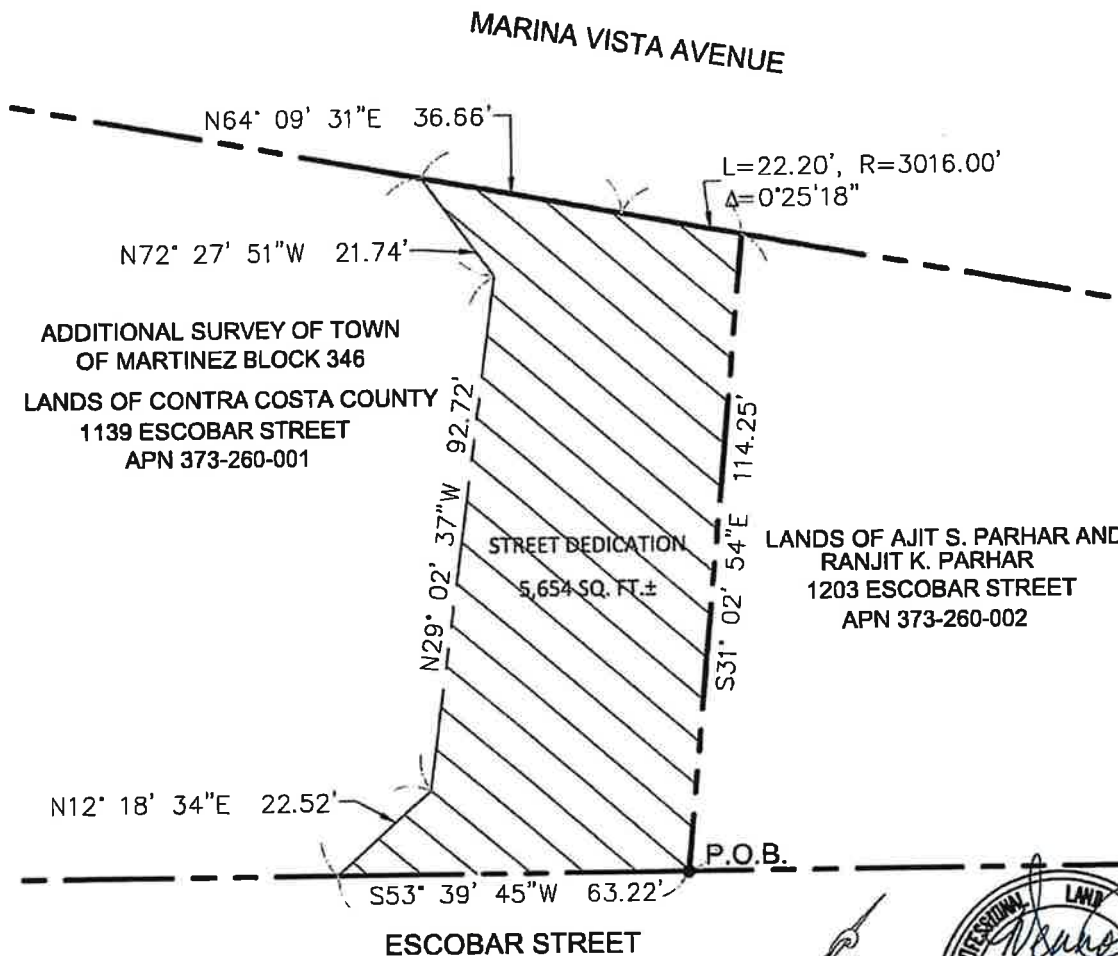 MARINA VISTA AVENUE
N64° 09' 31"E 36.66'
L=22.20', R=3016.00'
Δ=0°25'18"
N72° 27' 51"W 21.74'
ADDITIONAL SURVEY OF TOWN
OF MARTINEZ BLOCK 346
LANDS OF CONTRA COSTA COUNTY
1139 ESCOBAR STREET
APN 373-260-001
N29° 02' 37"W 92.72'
STREET DEDICATION
5,654 SQ. FT.±
S31° 02' 54"E 114.25'
LANDS OF AJIT S. PARHAR AND
RANJIT K. PARHAR
1203 ESCOBAR STREET
APN 373-260-002
N12° 18' 34"E 22.52'
P.O.B.
S53° 39' 45"W 63.22'
ESCOBAR STREET
LAND